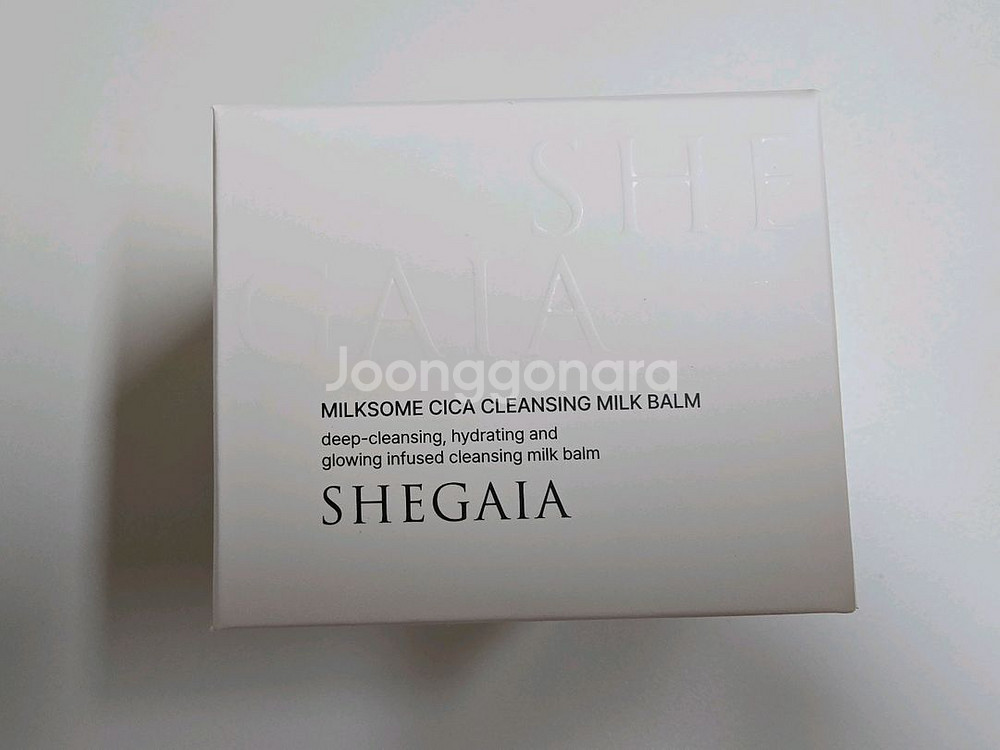 SHE
GAIA
Joonggonara
MILKSOME CICA CLEANSING MILK BALM
deep-cleansing, hydrating and
glowing infused cleansing milk balm
SHEGAIA